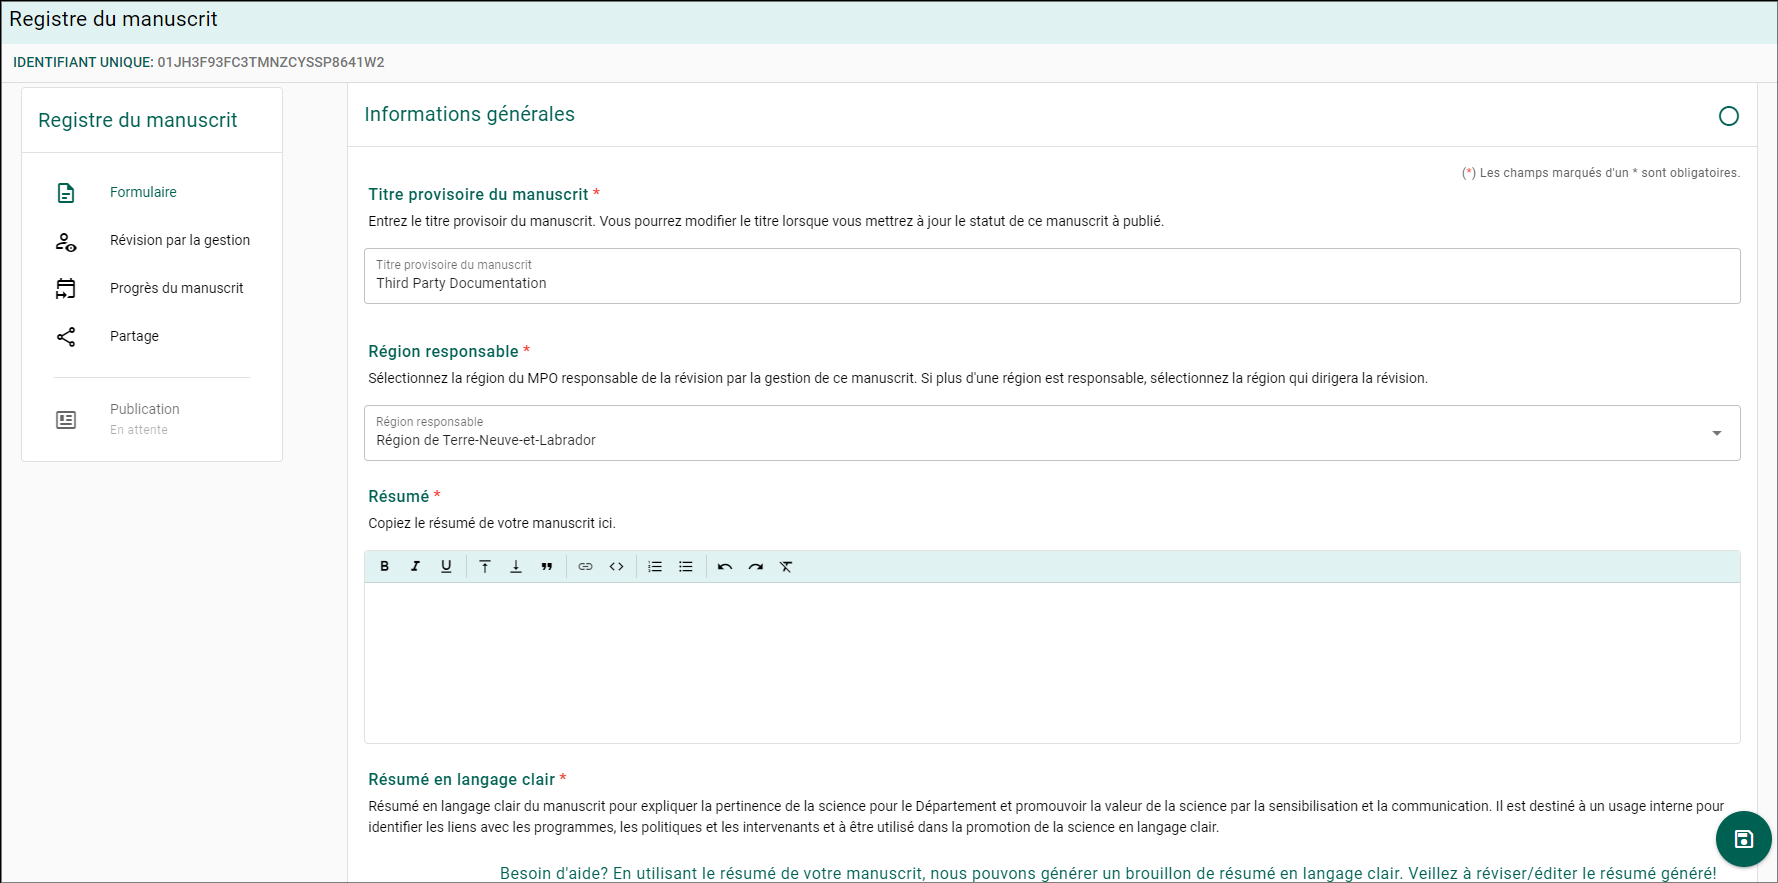 Registre du manuscrit
IDENTIFIANT UNIQUE: 01JH3F93FC3TMNZCYSSP8641W2
Registre du manuscrit
Formulaire
Révision par la gestion
Progrès du manuscrit
Partage
Publication
En attente
Informations générales
(*) Les champs marqués d'un * sont obligatoires.
Titre provisoire du manuscrit *
Entrez le titre provisoir du manuscrit. Vous pourrez modifier le titre lorsque vous mettrez à jour le statut de ce manuscrit à publié.
Titre provisoire du manuscrit
Third Party Documentation
Région responsable *
Sélectionnez la région du MPO responsable de la révision par la gestion de ce manuscrit. Si plus d'une région est responsable, sélectionnez la région qui dirigera la révision.
Région responsable
Région de Terre-Neuve-et-Labrador
Résumé *
Copiez le résumé de votre manuscrit ici.
Résumé en langage clair *
Résumé en langage clair du manuscrit pour expliquer la pertinence de la science pour le Département et promouvoir la valeur de la science par la sensibilisation et la communication. Il est destiné à un usage interne pour
identifier les liens avec les programmes, les politiques et les intervenants et à être utilisé dans la promotion de la science en langage clair.
Besoin d'aide? En utilisant le résumé de votre manuscrit, nous pouvons générer un brouillon de résumé en langage clair. Veillez à réviser/éditer le résumé généré!